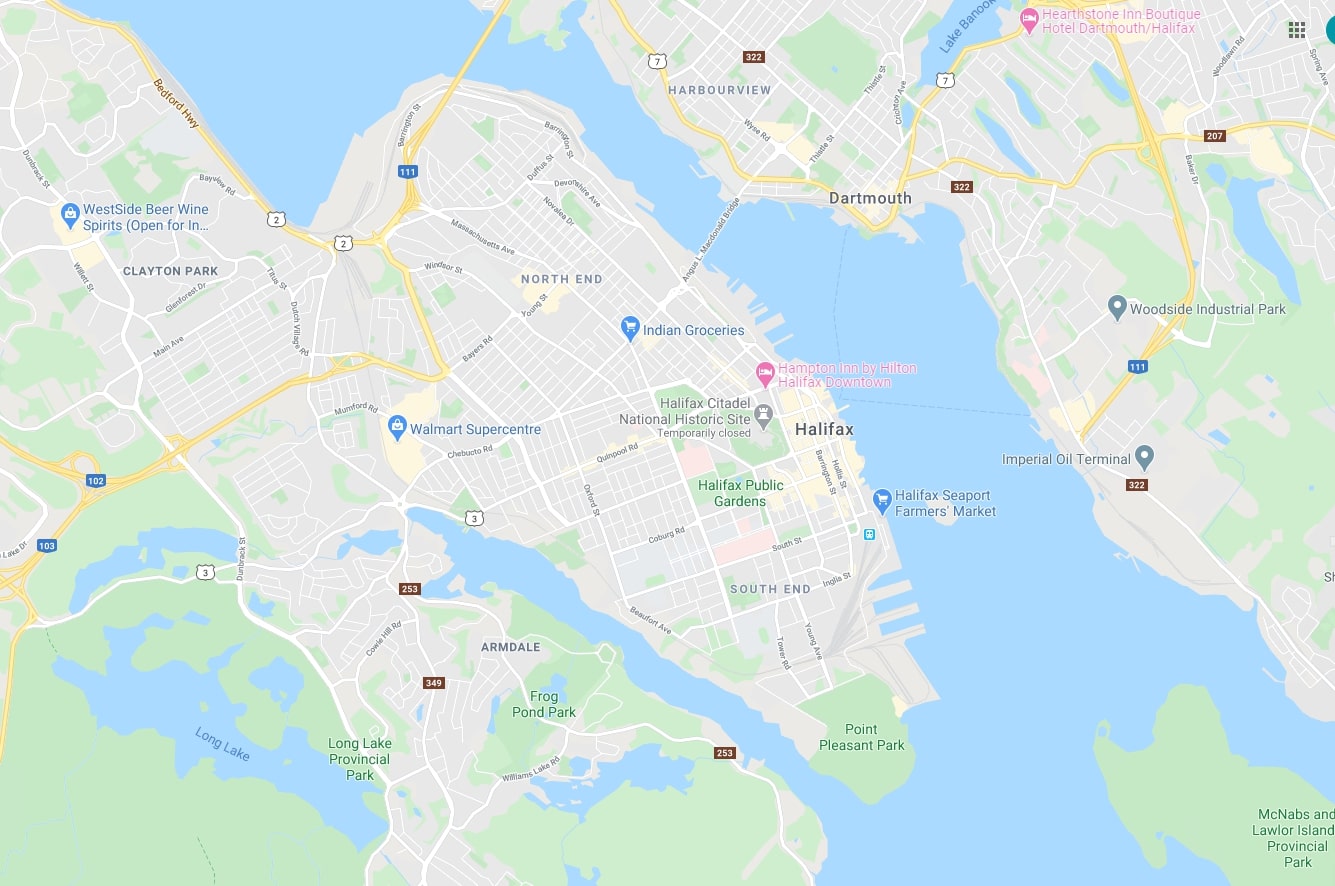 Hearthstone Inn Boutique
Hotel Dartmouth/Halifax
Lake Banook
Woodlawn Rd
Spring Ave
7
322
HARBOURVIEW
7
Thistle St
Crichton Ave
Bedford Hwy
Barrington St
Barrington St
Wyse Rd
Thistle St
207
Dunbrack St
111
Duffus St
Devonshire Ave
Novalea Dr
Baker Dr
Bayview Rd
322
Dartmouth
WestSide Beer Wine
Spirits (Open for In...
2
2
Massachusetts Ave
Angus L. Macdonald Bridge
CLAYTON PARK
Windsor St
NORTH END
Willett St
Glenforest Dr
Titus St
Young St
Dutch Village Rd
Woodside Industrial Park
Indian Groceries
Main Ave
Bayers Rd
111
Hampton Inn by Hilton
Halifax Downtown
Mumford Rd
Halifax Citadel
National Historic Site
Temporarily closed
Walmart Supercentre
Halifax
Chebucto Rd
Quinpool Rd
Imperial Oil Terminal
Barrington St
Hollis St
102
322
Halifax Public
Gardens
Oxford St
Halifax Seaport
Farmers' Market
3
Coburg Rd
South St
103
Lake Dr
Dunbrack St
3
253
SOUTH END
Inglis St
Sh
Beaufort Ave
Cowie Hill Rd
ARMDALE
Tower Rd
Young Ave
349
Frog
Pond Park
Long Lake
Long Lake
Provincial
Park
Point
Pleasant Park
253
Williams Lake Rd
McNabs and
Lawlor Island
Provincial
Park